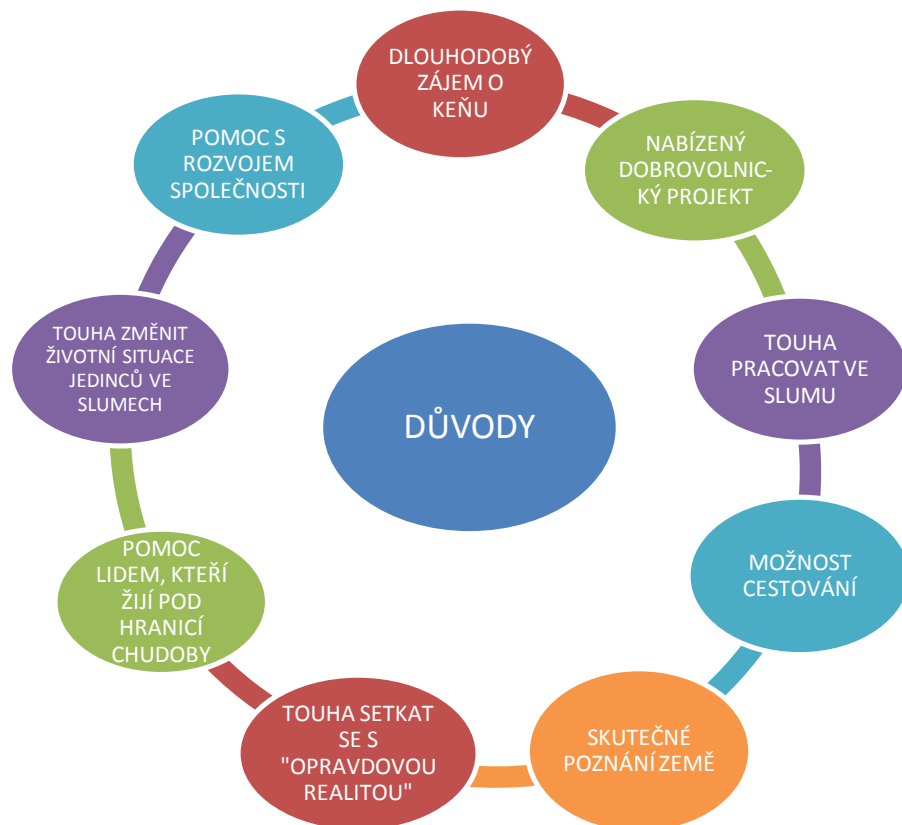 DLOUHODOBÝ
ZÁJEM O
KEŇU
NABÍZENÝ
DOBROVOLNIC-
KÝ PROJEKT
TOUHA
PRACOVAT VE
SLUMU
MOŽNOST
CESTOVÁNÍ
SKUTEČNÉ
POZNÁNÍ ZEMĚ
TOUHA SETKAT
SE S
"OPRAVDOVOU
REALITOU"
POMOC
LIDEM, KTEŘÍ
ŽIJÍ POD
HRANICÍ
CHUDOBY
TOUHA ZMĚNIT
ŽIVOTNÍ SITUACE
JEDINCŮ VE
SLUMECH
POMOC S
ROZVOJEM
SPOLEČNOSTI
DŮVODY